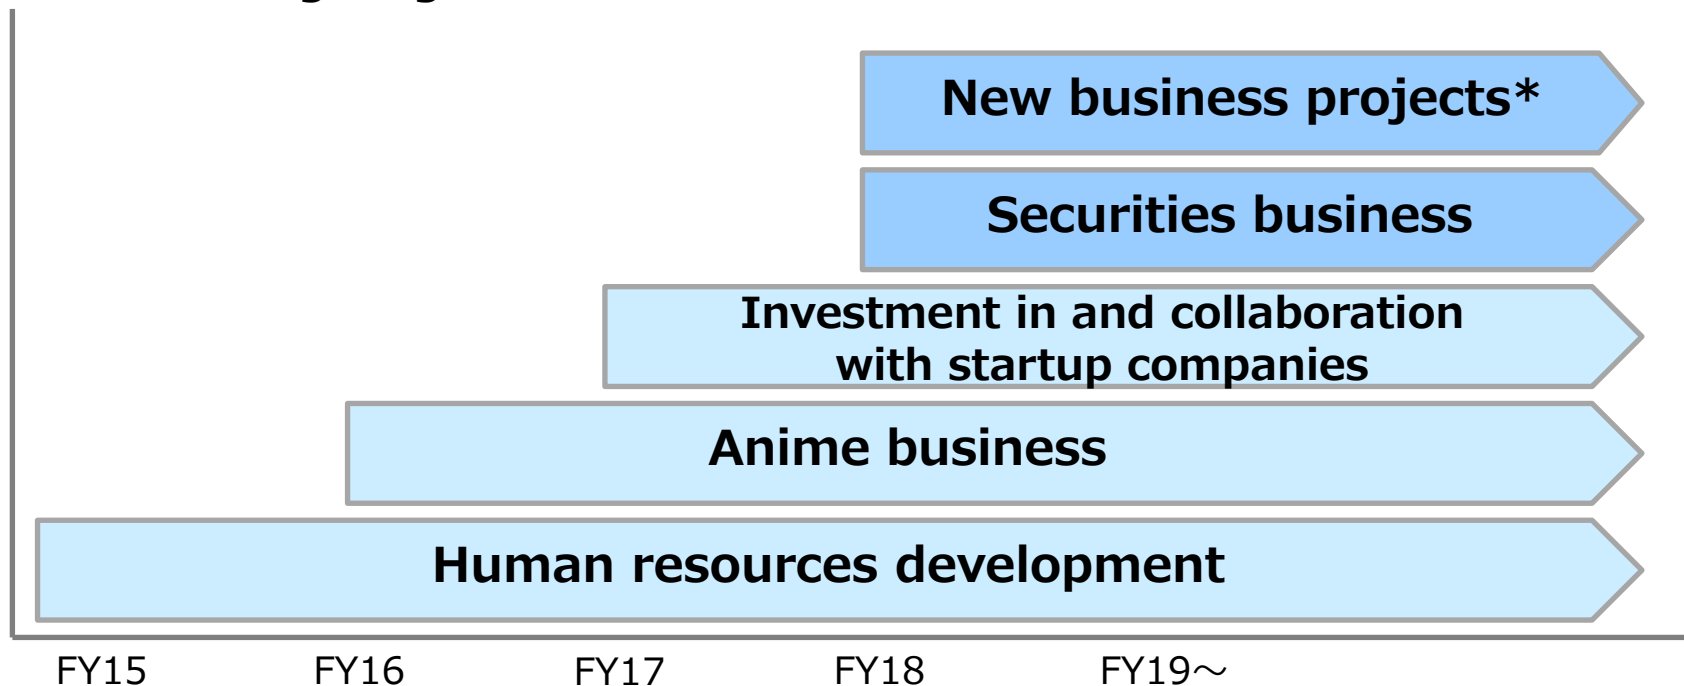 New business projects*
Securities business
Investment in and collaboration
with startup companies
Anime business
Human resources development
FY15
FY16
FY17
FY18
FY19～